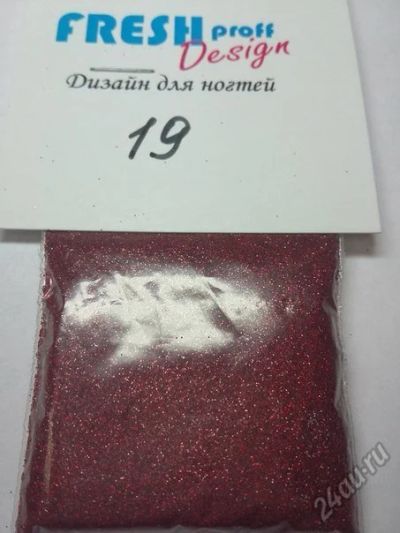 FRESH proff
Design
Дизайн для ногтей
19
24au.ru